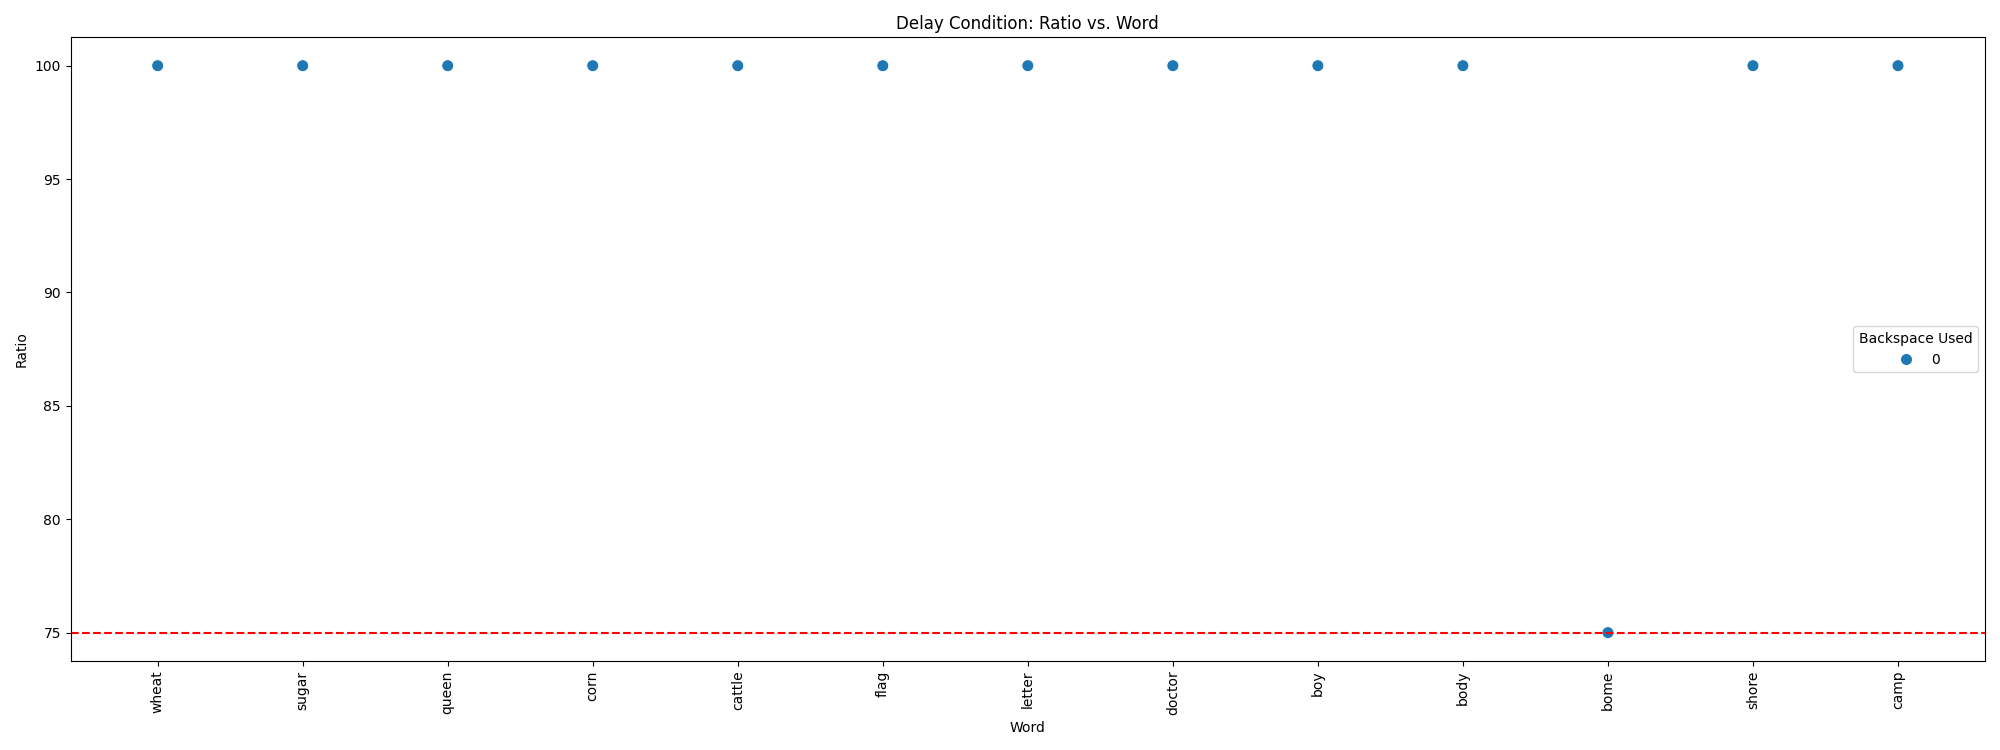 Delay Condition: Ratio vs. Word
Ratio
100
95
90
85
80
75
Backspace Used
0
wheat
sugar
queen
corn
cattle
flag
letter
doctor
boy
body
bome
shore
camp
Word